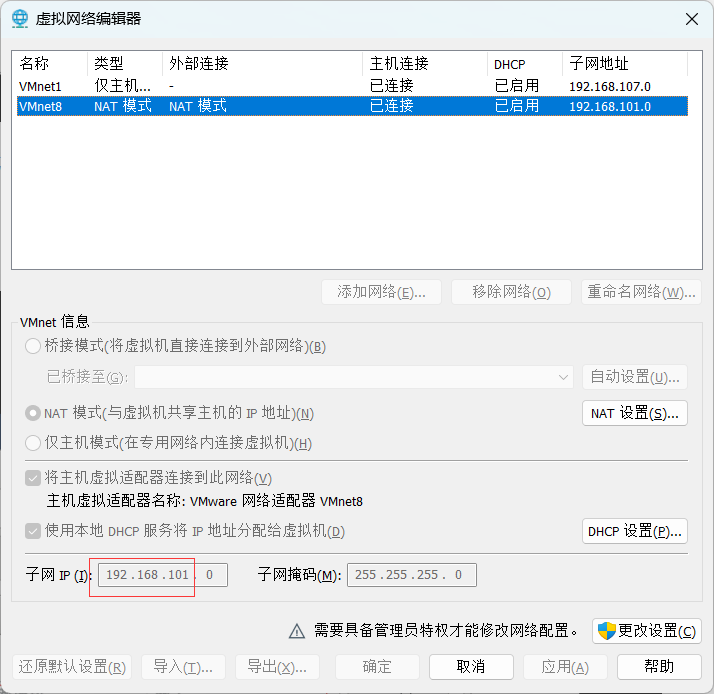 虚拟网络编辑器
名称 类型 外部连接 主机连接 DHCP 子网地址
VMnet1 仅主机... - 已连接 已启用 192.168.107.0
VMnet8 NAT 模式 NAT 模式 已连接 已启用 192.168.101.0
添加网络(E)... 移除网络(O) 重命名网络(W)...
VMnet 信息
桥接模式(将虚拟机直接连接到外部网络)(B)
已桥接至(G): 自动设置(U)...
NAT 模式(与虚拟机共享主机的 IP 地址)(N) NAT 设置(S)...
仅主机模式(在专用网络内连接虚拟机)(H)
将主机虚拟适配器连接到此网络(V)
主机虚拟适配器名称: VMware 网络适配器 VMnet8
使用本地 DHCP 服务将 IP 地址分配给虚拟机(D) DHCP 设置(P)...
子网 IP (I): 192 . 168 . 101 . 0 子网掩码(M): 255 . 255 . 255 . 0
需要具备管理员特权才能修改网络配置。 更改设置(C)
还原默认设置(R) 导入(T)... 导出(X)... 确定 取消 应用(A) 帮助